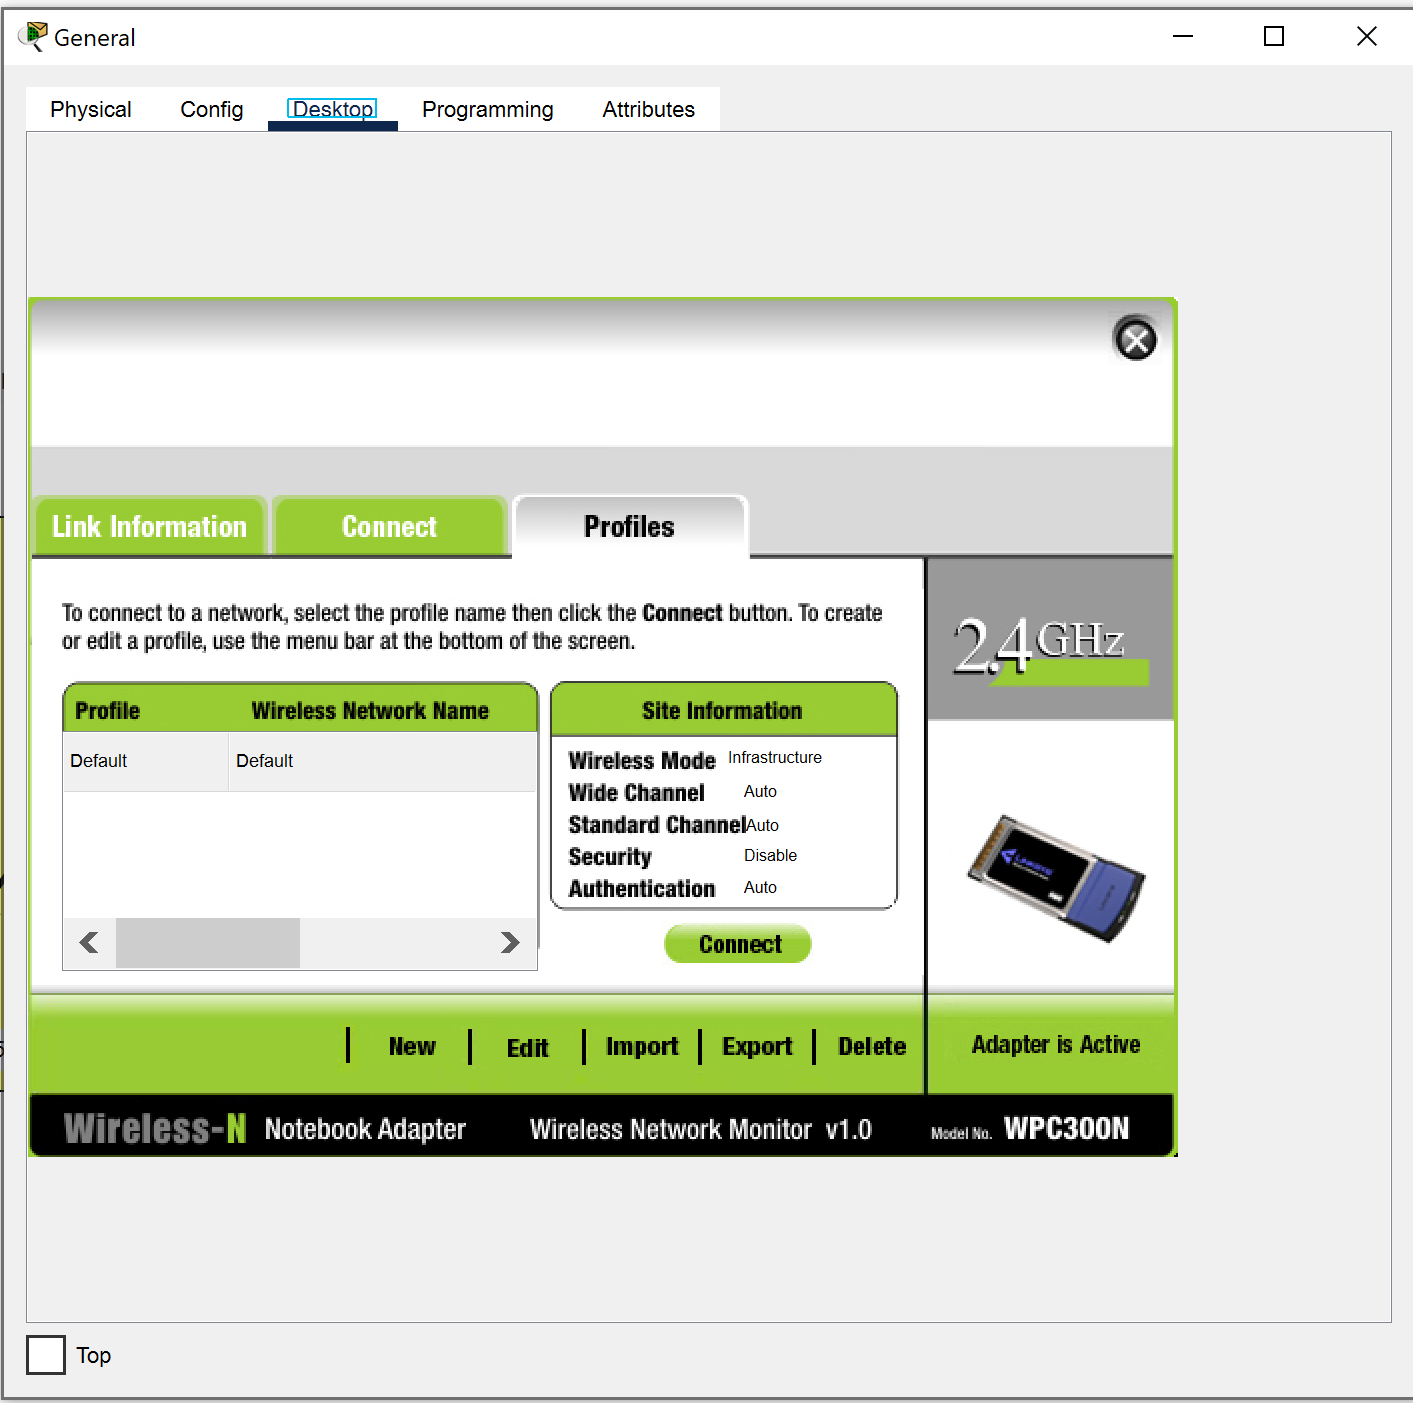 General
Physical Config Desktop Programming Attributes
Link Information Connect Profiles
To connect to a network, select the profile name then click the Connect button. To create
or edit a profile, use the menu bar at the bottom of the screen.
2.4GHz
Profile Wireless Network Name
Default Default
Site Information
Wireless Mode Infrastructure
Wide Channel Auto
Standard Channel Auto
Security Disable
Authentication Auto
Connect
LINKSYS
New Edit Import Export Delete
Adapter is Active
Wireless-N Notebook Adapter Wireless Network Monitor v1.0 Model No. WPC300N
Top